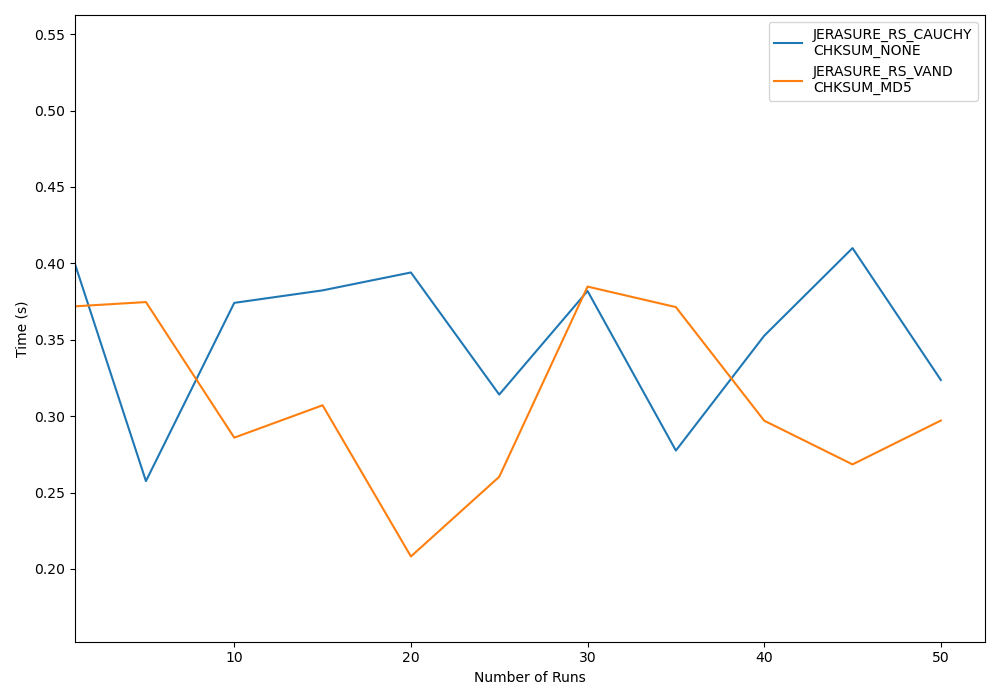 JERASURE_RS_CAUCHY
CHKSUM_NONE
JERASURE_RS_VAND
CHKSUM_MD5
0.55
0.50
0.45
0.40
0.35
0.30
0.25
0.20
Time (s)
10 20 30 40 50
Number of Runs